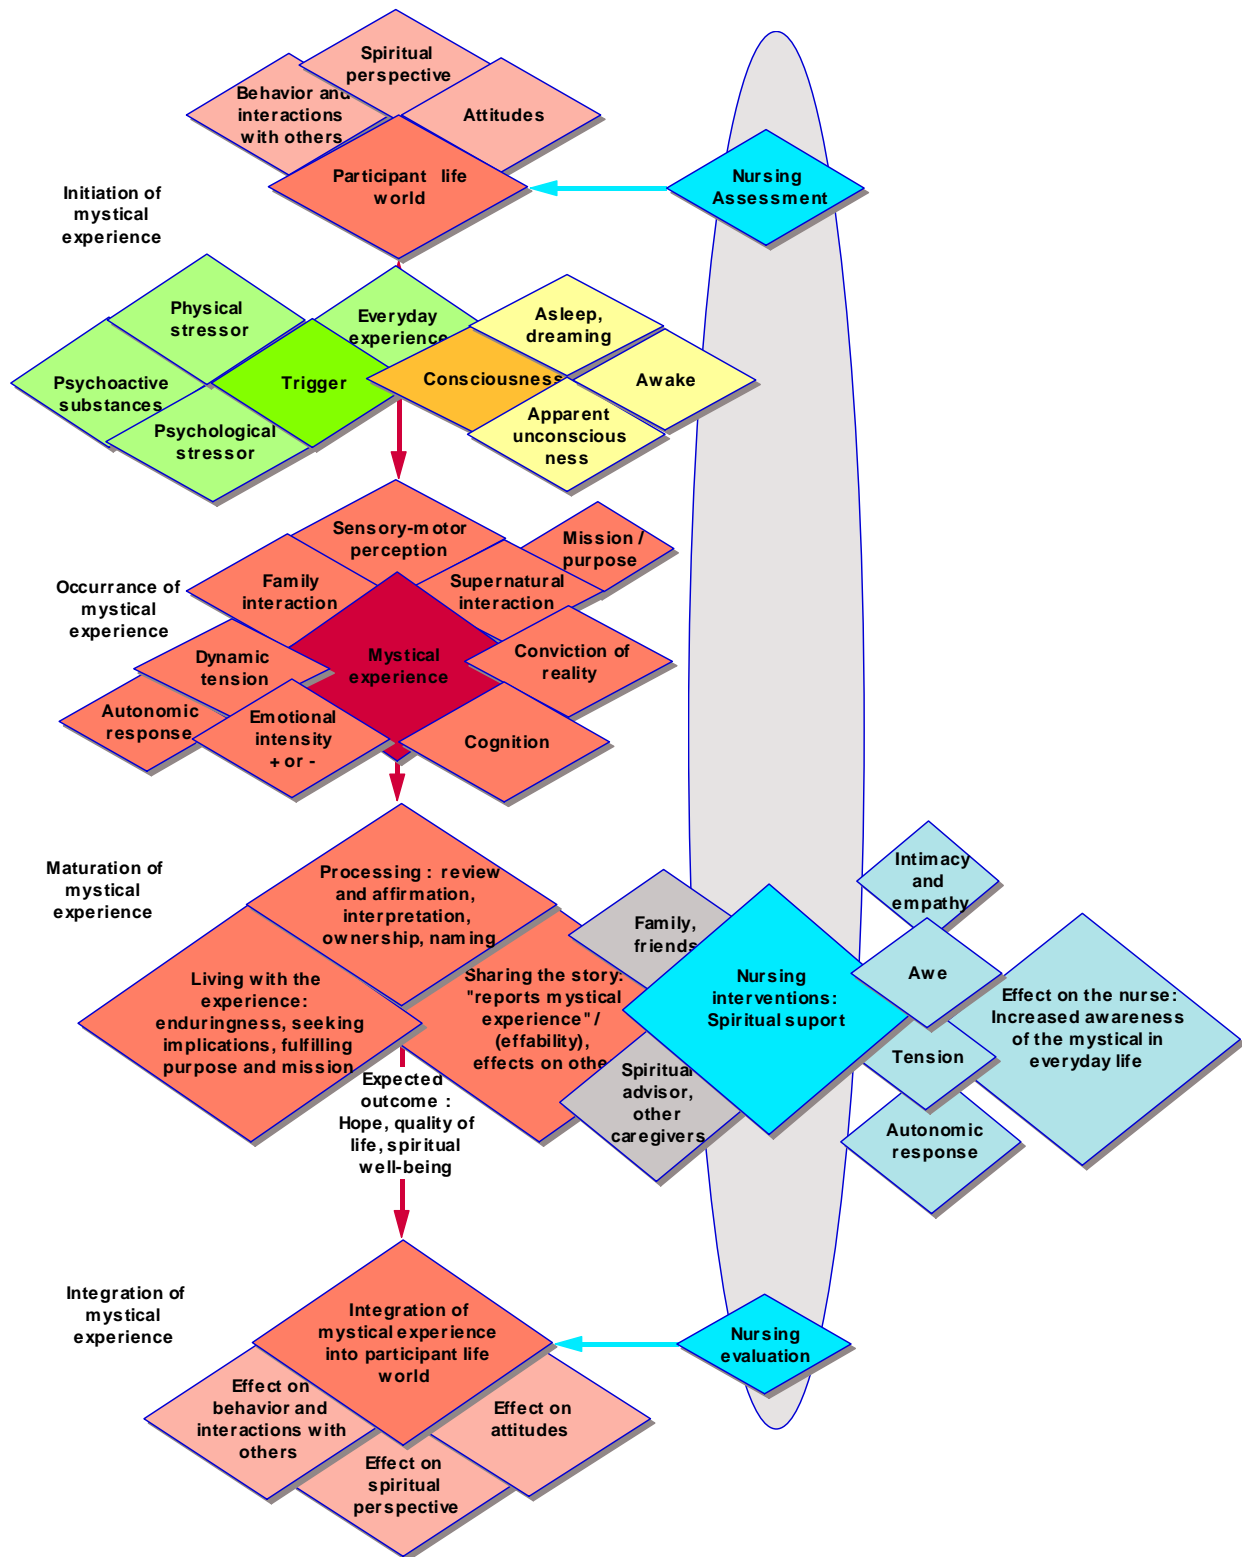 Spiritual
perspective
Behavior and
interactions
with others
Attitudes
Participant life
world
Nursing
Assessment
Initiation of
mystical
experience
Physical
stressor
Everyday
experience
Asleep,
dreaming
Psychoactive
substances
Trigger
Consciousness
Awake
Psychological
stressor
Apparent
unconscious
ness
Sensory-motor
perception
Mission /
purpose
Occurrance of
mystical
experience
Family
interaction
Supernatural
interaction
Dynamic
tension
Mystical
experience
Conviction of
reality
Autonomic
response
Emotional
intensity
+ or -
Cognition
Maturation of
mystical
experience
Processing : review
and affirmation,
interpretation,
ownership, naming
Living with the
experience:
enduringness, seeking
implications, fulfilling
purpose and mission
Sharing the story:
"reports mystical
experience" /
(effability),
effects on othe
Family,
friends
Spiritual
advisor,
other
caregivers
Nursing
interventions:
Spiritual suport
Intimacy
and
empathy
Awe
Tension
Autonomic
response
Effect on the nurse:
Increased awareness
of the mystical in
everyday life
Expected
outcome :
Hope, quality of
life, spiritual
well-being
Integration of
mystical
experience
Integration of
mystical experience
into participant life
world
Nursing
evaluation
Effect on
behavior and
interactions with
others
Effect on
attitudes
Effect on
spiritual
perspective